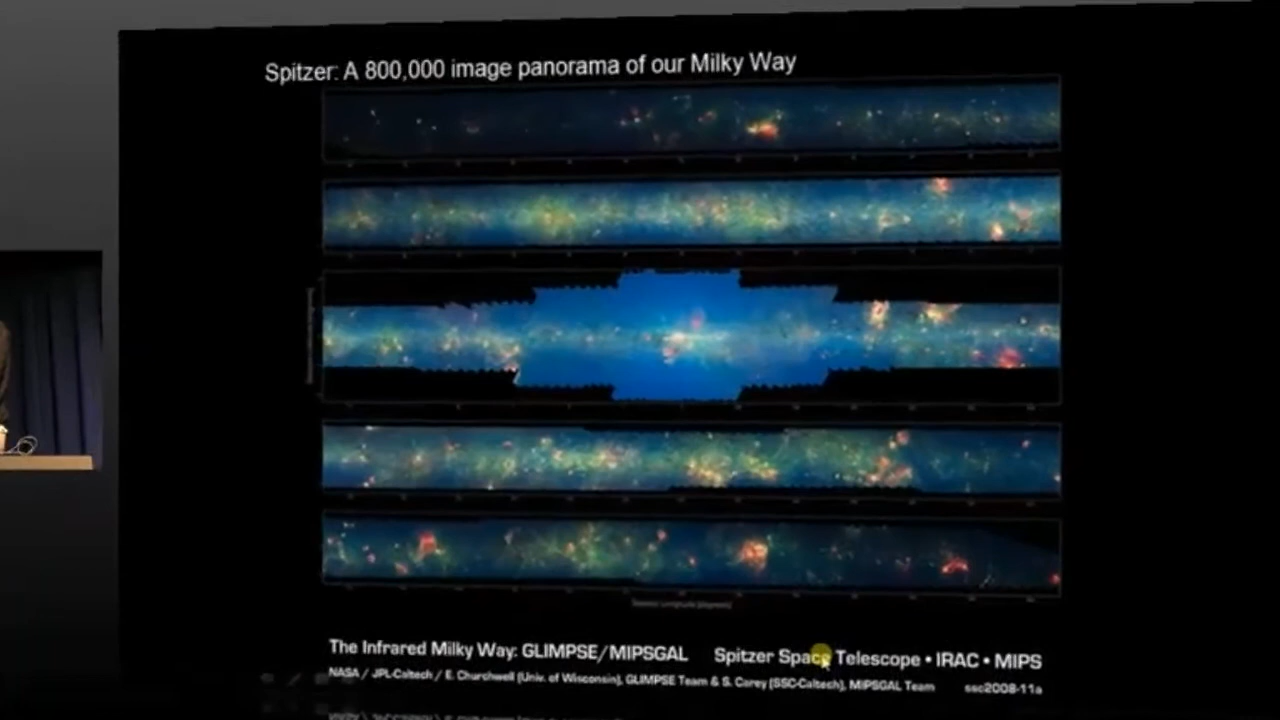 Spitzer: A 800,000 image panorama of our Milky Way
The Infrared Milky Way: GLIMPSE/MIPSGAL Spitzer Space Telescope • IRAC • MIPS
NASA / JPL-Caltech / E. Churchwell (Univ. of Wisconsin), GLIMPSE Team & S. Carey (SSC-Caltech), MIPSGAL Team ssc2008-11a